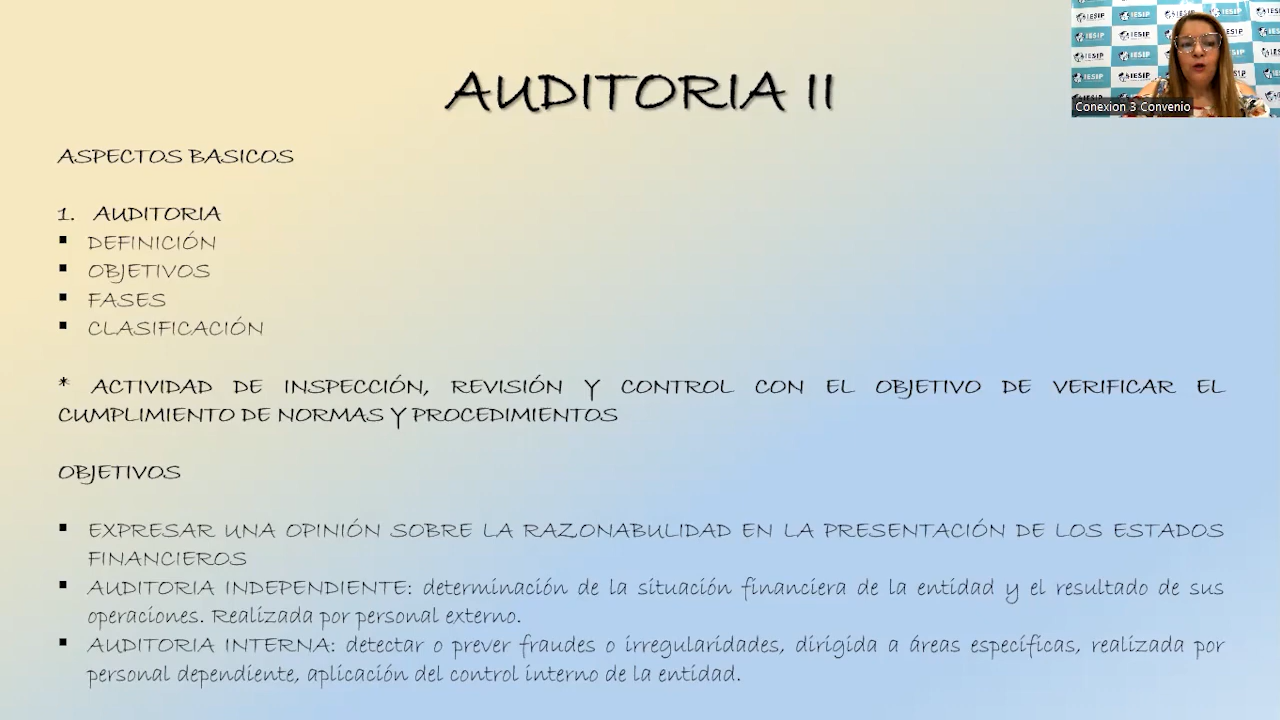 AUDITORIA II
IESIP
Conexion 3 Convenio
ASPECTOS BASICOS
1. AUDITORIA
▪ DEFINICIÓN
▪ OBJETIVOS
▪ FASES
▪ CLASIFICACIÓN
* ACTIVIDAD DE INSPECCIÓN, REVISIÓN Y CONTROL CON EL OBJETIVO DE VERIFICAR EL
CUMPLIMIENTO DE NORMAS Y PROCEDIMIENTOS
OBJETIVOS
▪ EXPRESAR UNA OPINIÓN SOBRE LA RAZONABULIDAD EN LA PRESENTACIÓN DE LOS ESTADOS
FINANCIEROS
▪ AUDITORIA INDEPENDIENTE: determinación de la situación financiera de la entidad y el resultado de sus
operaciones. Realizada por personal externo.
▪ AUDITORIA INTERNA: detectar o prever fraudes o irregularidades, dirigida a áreas especificas, realizada por
personal dependiente, aplicación del control interno de la entidad.